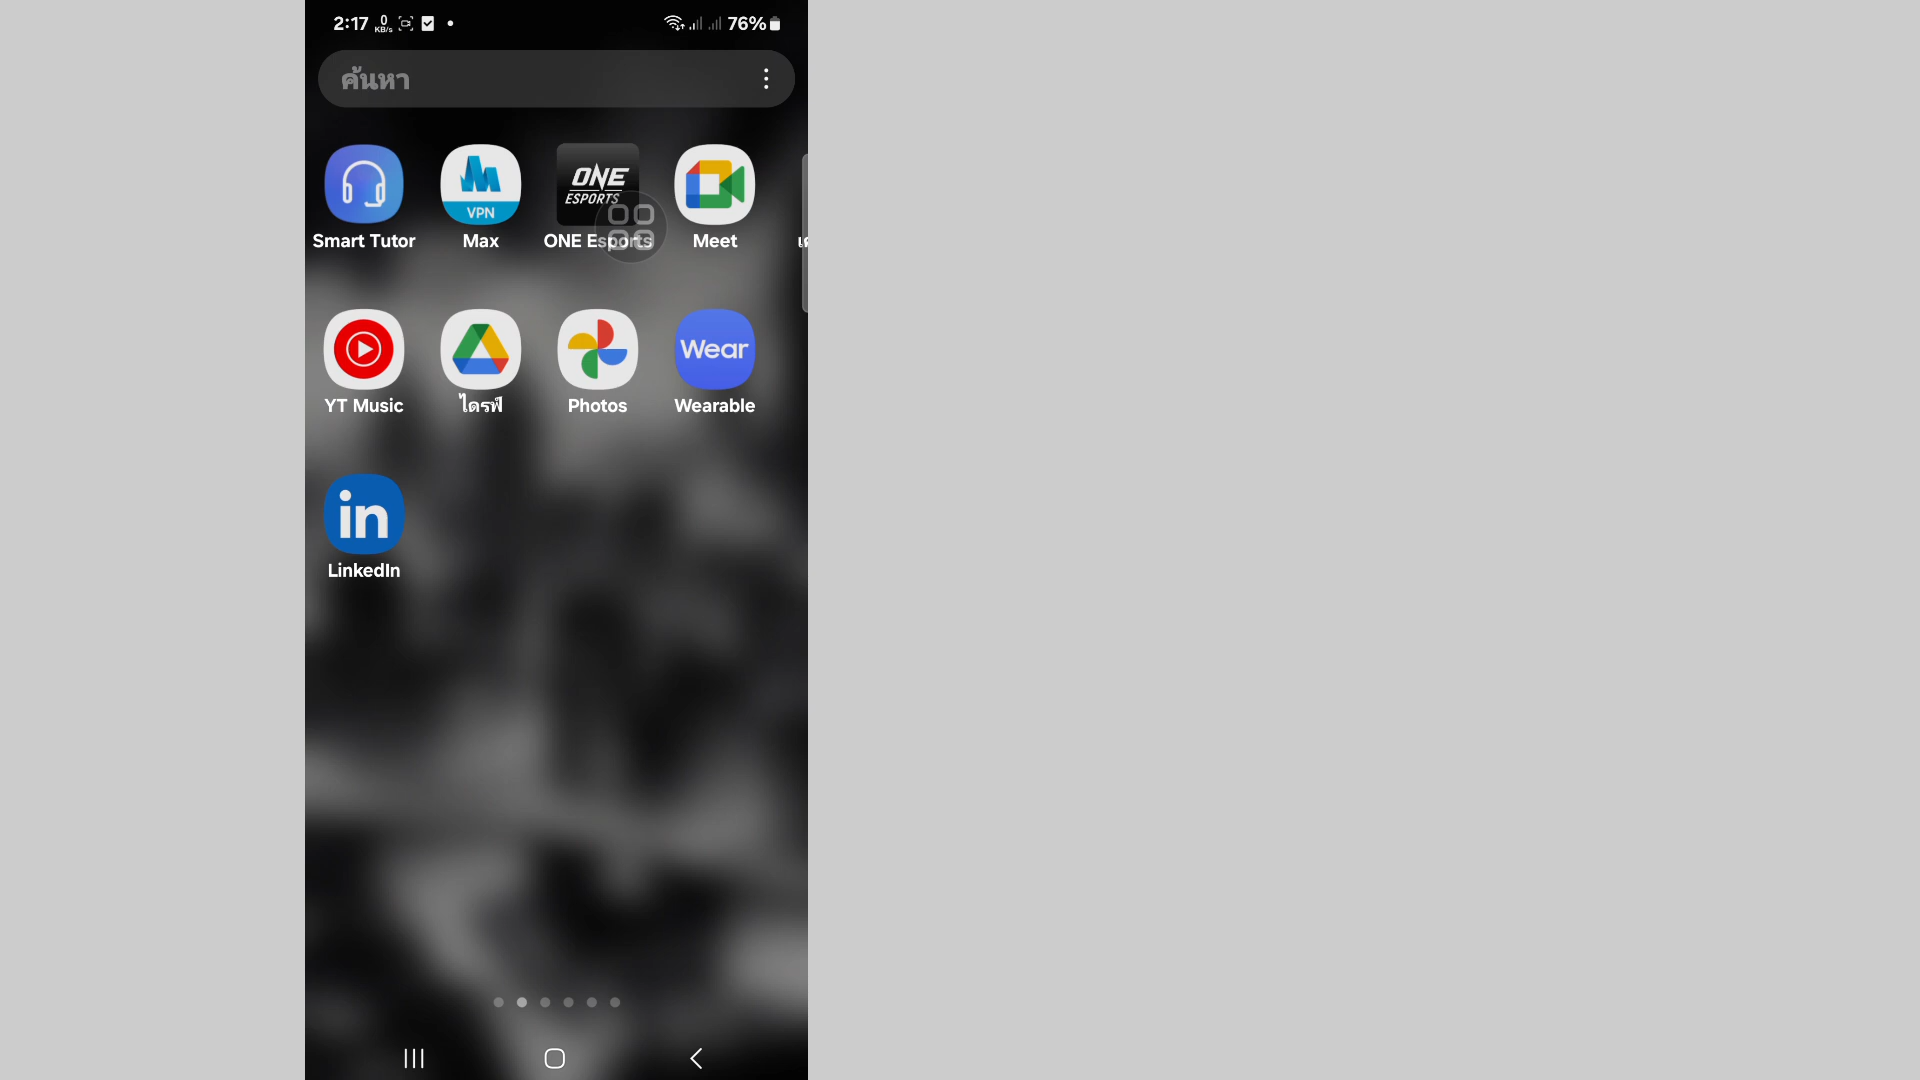 2:17 0 KB/s 76%
ค้นหา
VPN
ONE
ESPORTS
Smart Tutor Max ONE Esports Meet
Wear
YT Music ไดรฟ์ Photos Wearable
in
LinkedIn